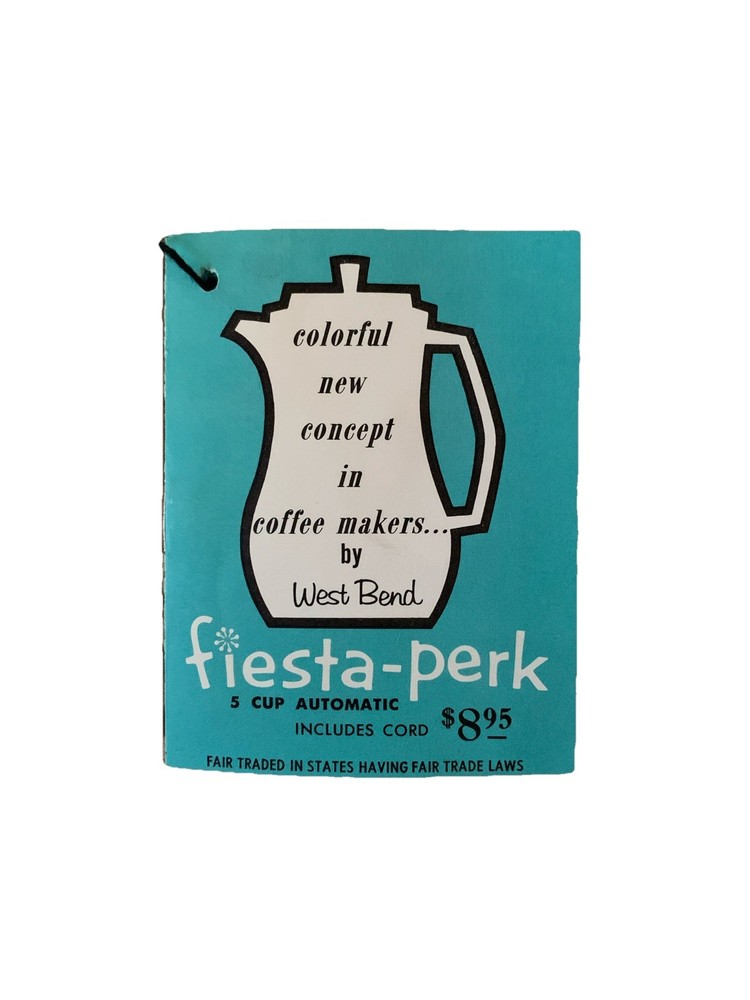 colorful
new
concept
in
coffee makers...
by
West Bend
fiesta-perk
5 CUP AUTOMATIC
INCLUDES CORD $8.95
FAIR TRADED IN STATES HAVING FAIR TRADE LAWS